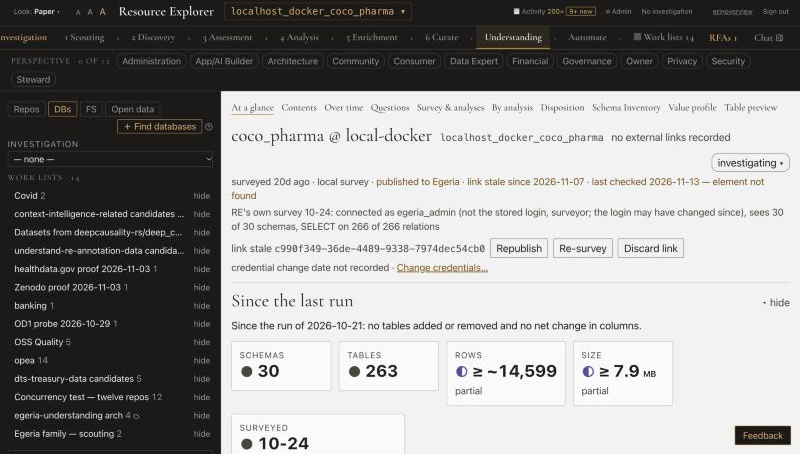 Look: Paper ▾ A A A Resource Explorer localhost_docker_coco_pharma ▾ Activity 200+ 9+ new Admin No investigation erinoverview Sign out
nvestigation 1 Scouting · 2 Discovery · 3 Assessment · 4 Analysis · 5 Enrichment · 6 Curate · Understanding · Automate · Work lists 14 RFAs 1 Chat
PERSPECTIVE · 0 OF 12 Administration App/AI Builder Architecture Community Consumer Data Expert Financial Governance Owner Privacy Security
Steward
Repos DBs FS Open data
+ Find databases ?
INVESTIGATION
— none —
WORK LISTS · 14
Covid 2 hide
context-intelligence-related candidates ... hide
Datasets from deepcausality-rs/deep_c... hide
understand-re-annotation-data candida... hide
healthdata.gov proof 2026-11-03 1 hide
Zenodo proof 2026-11-03 1 hide
banking 1 hide
OD1 probe 2026-10-29 1 hide
OSS Quality 5 hide
opea 14 hide
dts-treasury-data candidates 5 hide
Concurrency test — twelve repos 12 hide
egeria-understanding arch 4 hide
Egeria family — scouting 2 hide
At a glance Contents Over time Questions Survey & analyses By analysis Disposition Schema Inventory Value profile Table preview
coco_pharma @ local-docker localhost_docker_coco_pharma no external links recorded
investigating ▾
surveyed 20d ago · local survey · published to Egeria · link stale since 2026-11-07 · last checked 2026-11-13 — element not
found
RE's own survey 10-24: connected as egeria_admin (not the stored login, surveyor; the login may have changed since), sees 30
of 30 schemas, SELECT on 266 of 266 relations
link stale c990f349-36de-4489-9338-7974dec54cb0 Republish Re-survey Discard link
credential change date not recorded · Change credentials...
Since the last run
▾ hide
Since the run of 2026-10-21: no tables added or removed and no net change in columns.
SCHEMAS
30
TABLES
263
ROWS
≥ ~14,599
partial
SIZE
≥ 7.9 MB
partial
SURVEYED
10-24
Feedback